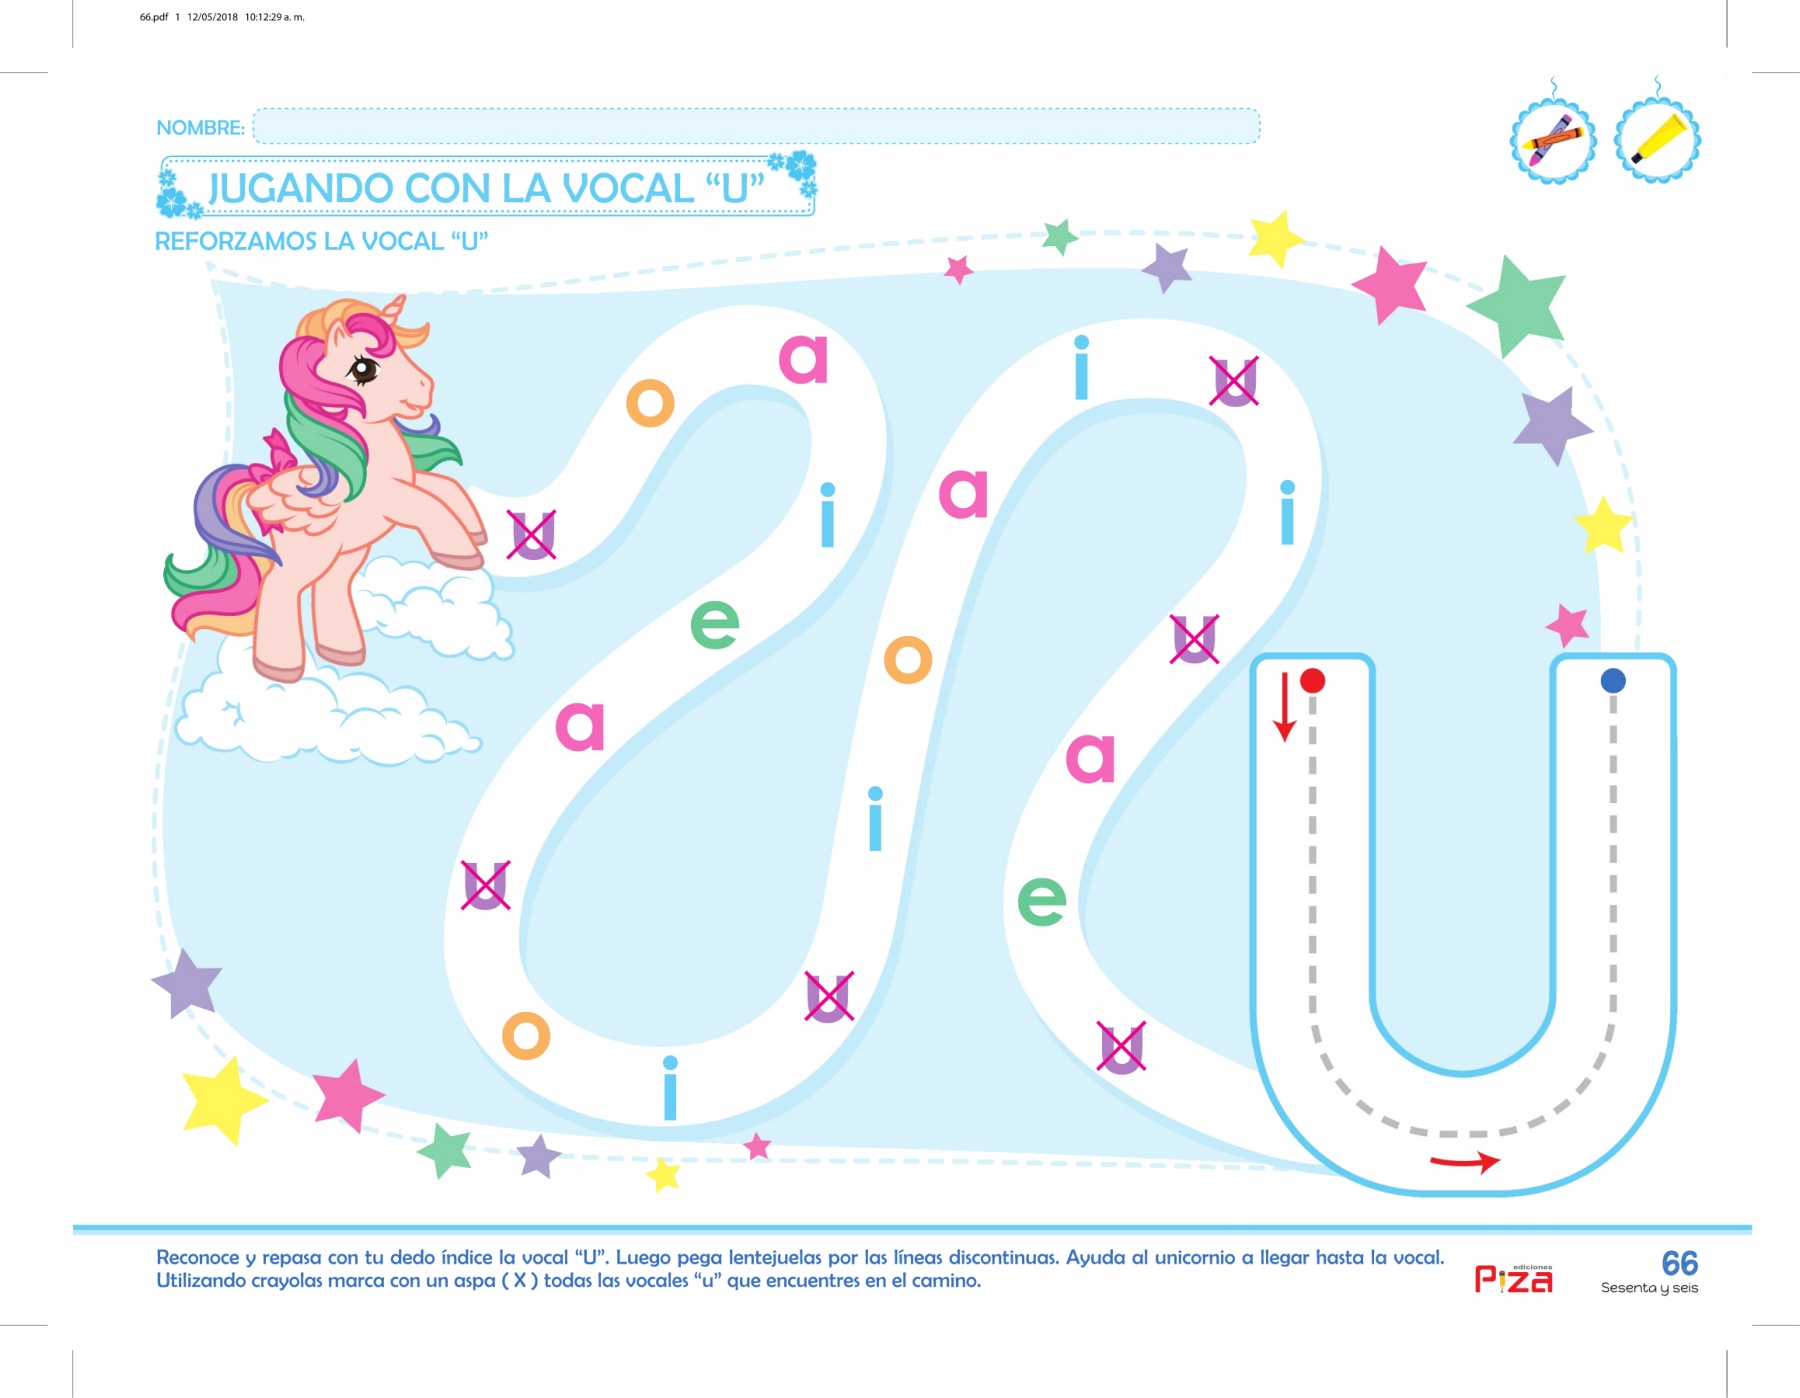 66.pdf 1 12/05/2018 10:12:29 a. m.
NOMBRE:
JUGANDO CON LA VOCAL “U”
REFORZAMOS LA VOCAL “U”
u
o
a
i
e
a
u
o
i
u
i
o
a
i
u
i
u
a
e
u
Reconoce y repasa con tu dedo índice la vocal “U”. Luego pega lentejuelas por las líneas discontinuas. Ayuda al unicornio a llegar hasta la vocal.
Utilizando crayolas marca con un aspa ( X ) todas las vocales “u” que encuentres en el camino.
ediciones
Piza
66
Sesenta y seis